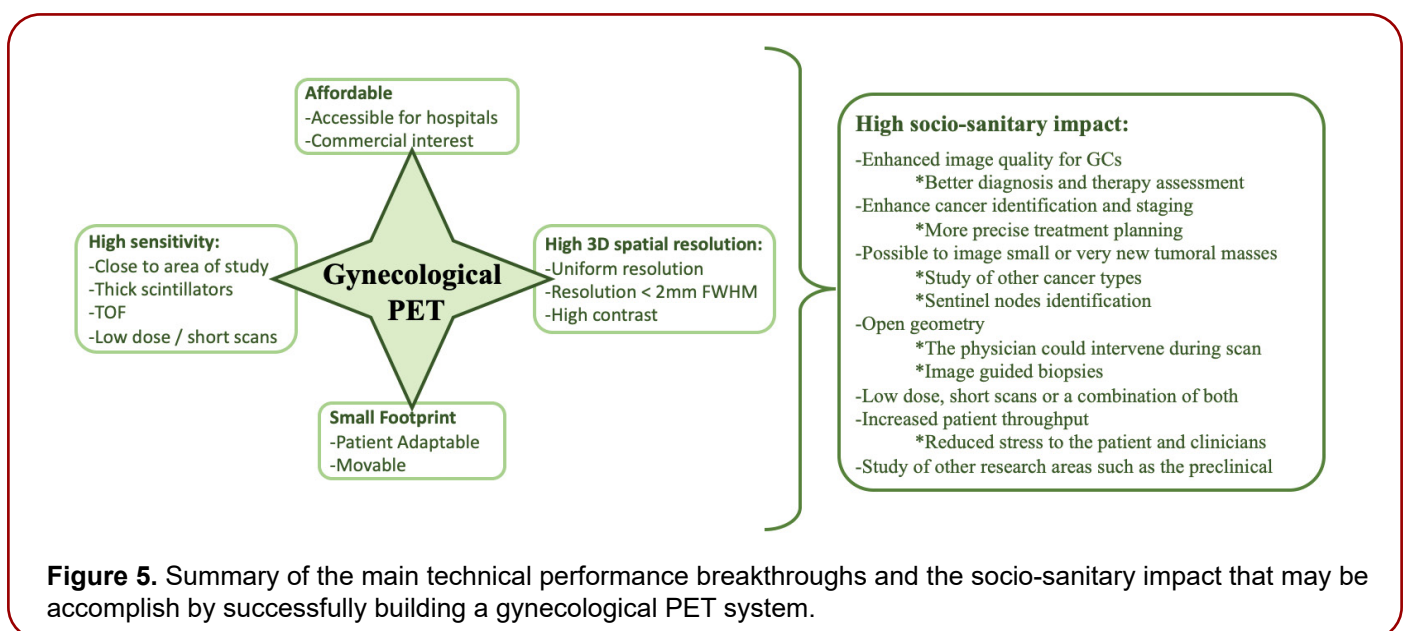 Affordable
-Accessible for hospitals
-Commercial interest
High sensitivity:
-Close to area of study
-Thick scintillators
-TOF
-Low dose / short scans
Gynecological
PET
High 3D spatial resolution:
-Uniform resolution
-Resolution < 2mm FWHM
-High contrast
Small Footprint
-Patient Adaptable
-Movable
High socio-sanitary impact:
-Enhanced image quality for GCs
*Better diagnosis and therapy assessment
-Enhance cancer identification and staging
*More precise treatment planning
-Possible to image small or very new tumoral masses
*Study of other cancer types
*Sentinel nodes identification
-Open geometry
*The physician could intervene during scan
*Image guided biopsies
-Low dose, short scans or a combination of both
-Increased patient throughput
*Reduced stress to the patient and clinicians
-Study of other research areas such as the preclinical
Figure 5. Summary of the main technical performance breakthroughs and the socio-sanitary impact that may be
accomplish by successfully building a gynecological PET system.